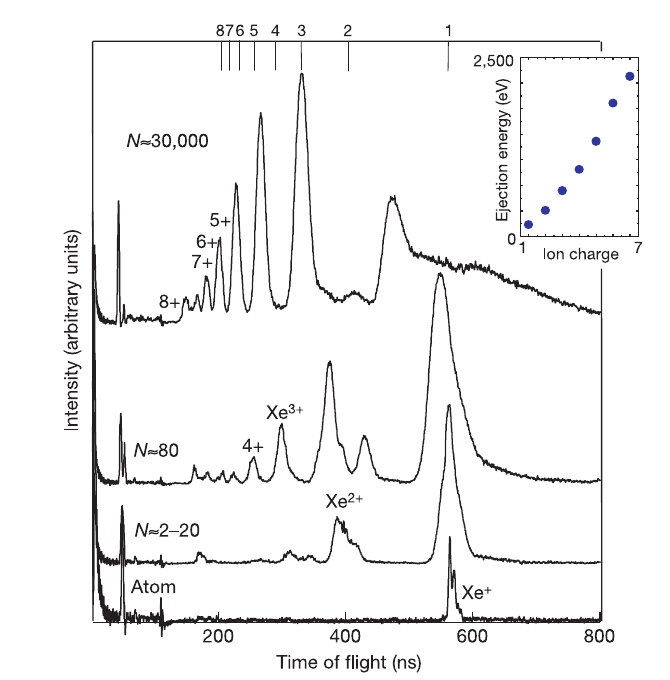 8 7 6 5 4 3 2 1
2,500
Ejection energy (eV)
0
1 7
Ion charge
N≈30,000
5+
6+
7+
8+
Intensity (arbitrary units)
Xe3+
4+
N≈80
Xe2+
N≈2–20
Atom
Xe+
200 400 600 800
Time of flight (ns)